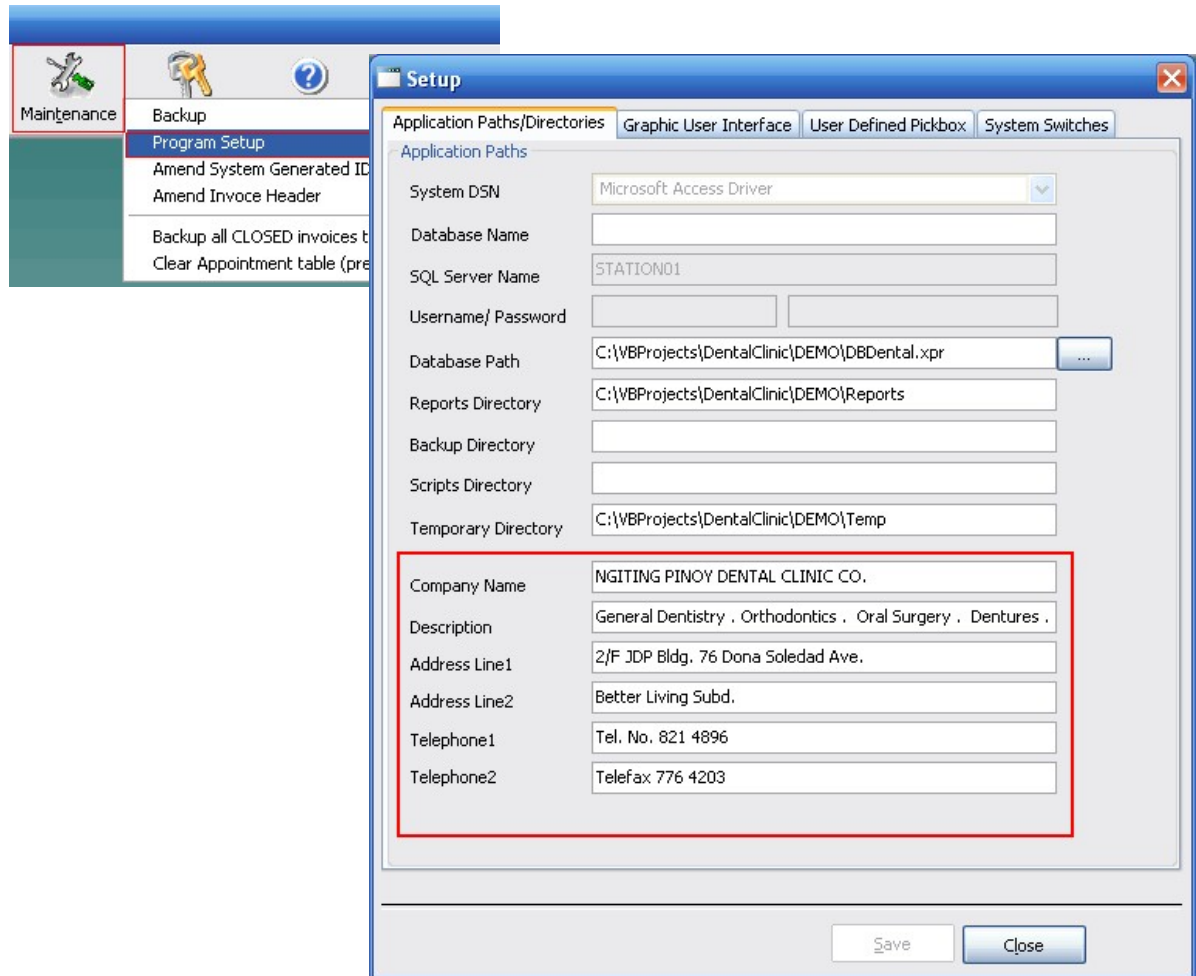 Maintenance
Backup
Program Setup
Amend System Generated ID
Amend Invoce Header
Backup all CLOSED invoices t
Clear Appointment table (pre
Setup
Application Paths/Directories Graphic User Interface User Defined Pickbox System Switches
Application Paths
System DSN Microsoft Access Driver
Database Name
SQL Server Name STATION01
Username/ Password
Database Path C:\VBProjects\DentalClinic\DEMO\DBDental.xpr ...
Reports Directory C:\VBProjects\DentalClinic\DEMO\Reports
Backup Directory
Scripts Directory
Temporary Directory C:\VBProjects\DentalClinic\DEMO\Temp
Company Name NGITING PINOY DENTAL CLINIC CO.
Description General Dentistry . Orthodontics . Oral Surgery . Dentures .
Address Line1 2/F JDP Bldg. 76 Dona Soledad Ave.
Address Line2 Better Living Subd.
Telephone1 Tel. No. 821 4896
Telephone2 Telefax 776 4203
Save Close